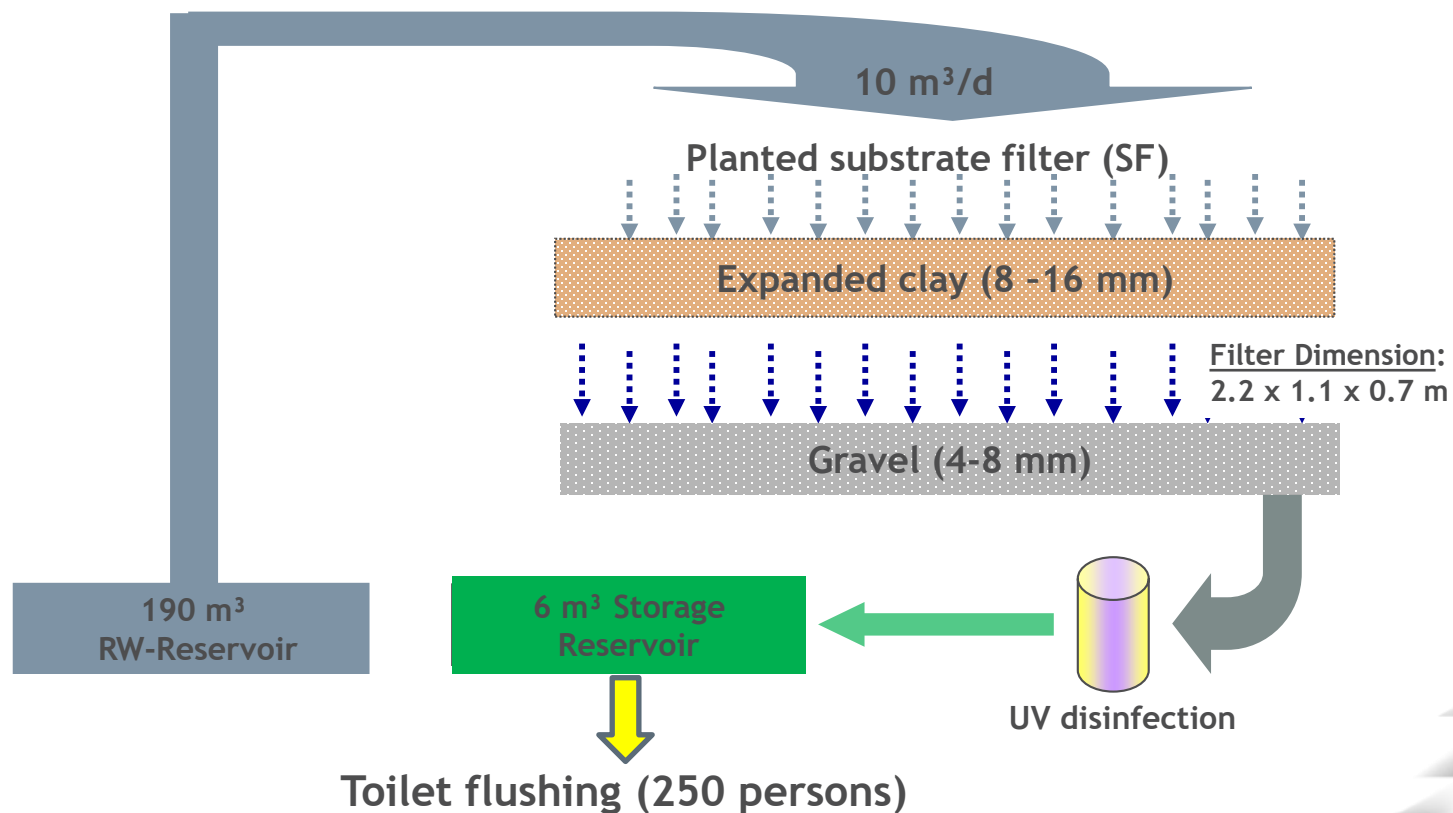 10 m³/d
Planted substrate filter (SF)
Expanded clay (8 -16 mm)
Filter Dimension:
2.2 x 1.1 x 0.7 m
Gravel (4-8 mm)
190 m³
RW-Reservoir
6 m³ Storage
Reservoir
UV disinfection
Toilet flushing (250 persons)